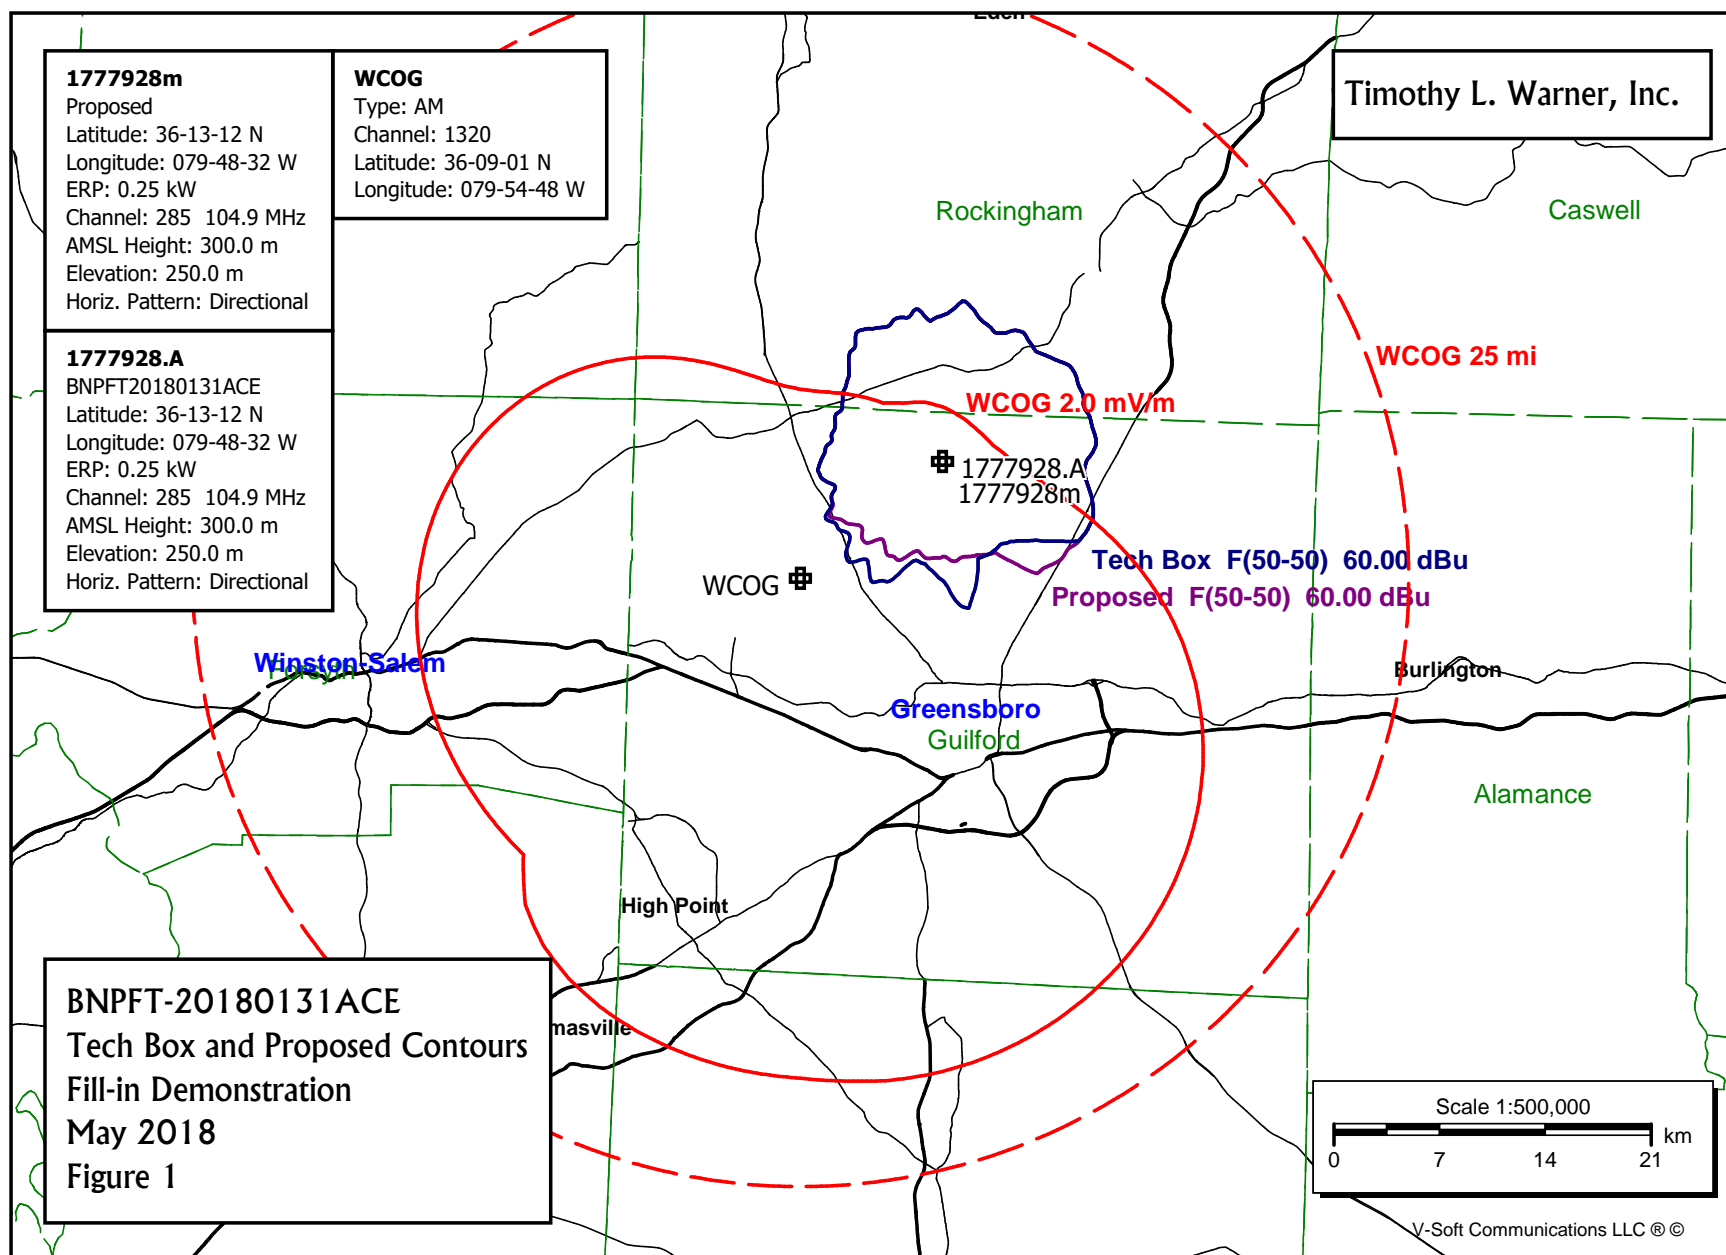 Eden
1777928m
Proposed
Latitude: 36-13-12 N
Longitude: 079-48-32 W
ERP: 0.25 kW
Channel: 285  104.9 MHz
AMSL Height: 300.0 m
Elevation: 250.0 m
Horiz. Pattern: Directional
WCOG
Type: AM
Channel: 1320
Latitude: 36-09-01 N
Longitude: 079-54-48 W
Timothy L. Warner, Inc.
1777928.A
BNPFT20180131ACE
Latitude: 36-13-12 N
Longitude: 079-48-32 W
ERP: 0.25 kW
Channel: 285  104.9 MHz
AMSL Height: 300.0 m
Elevation: 250.0 m
Horiz. Pattern: Directional
Rockingham
Caswell
WCOG 25 mi
WCOG 2.0 mV/m
1777928.A
1777928m
Tech Box  F(50-50)  60.00 dBu
WCOG
Proposed  F(50-50)  60.00 dBu
Winston-Salem
Forsyth
Burlington
Greensboro
Guilford
Alamance
High Point
masville
BNPFT-20180131ACE
Tech Box and Proposed Contours
Fill-in Demonstration
May 2018
Figure 1
Scale 1:500,000
km
0 7 14 21
V-Soft Communications LLC ® ©